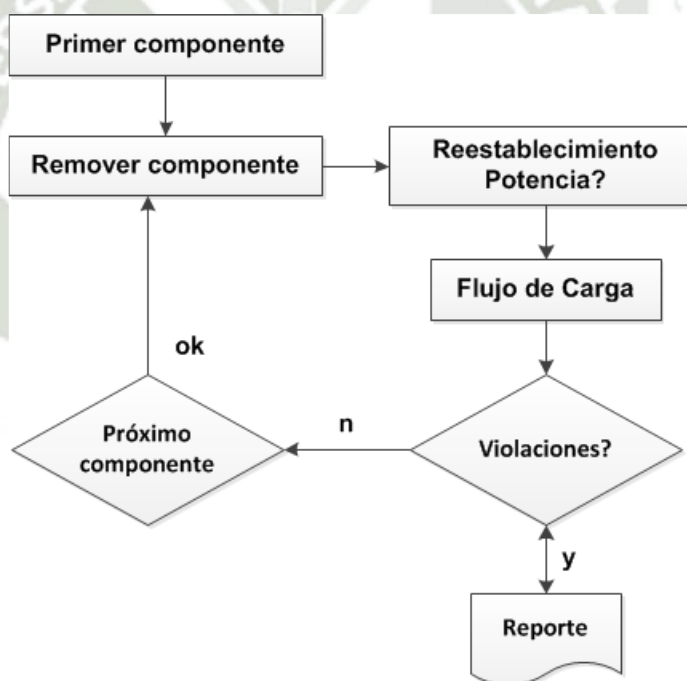 Primer componente
Remover componente
Reestablecimiento
Potencia?
Flujo de Carga
ok
n
Próximo
componente
Violaciones?
y
Reporte